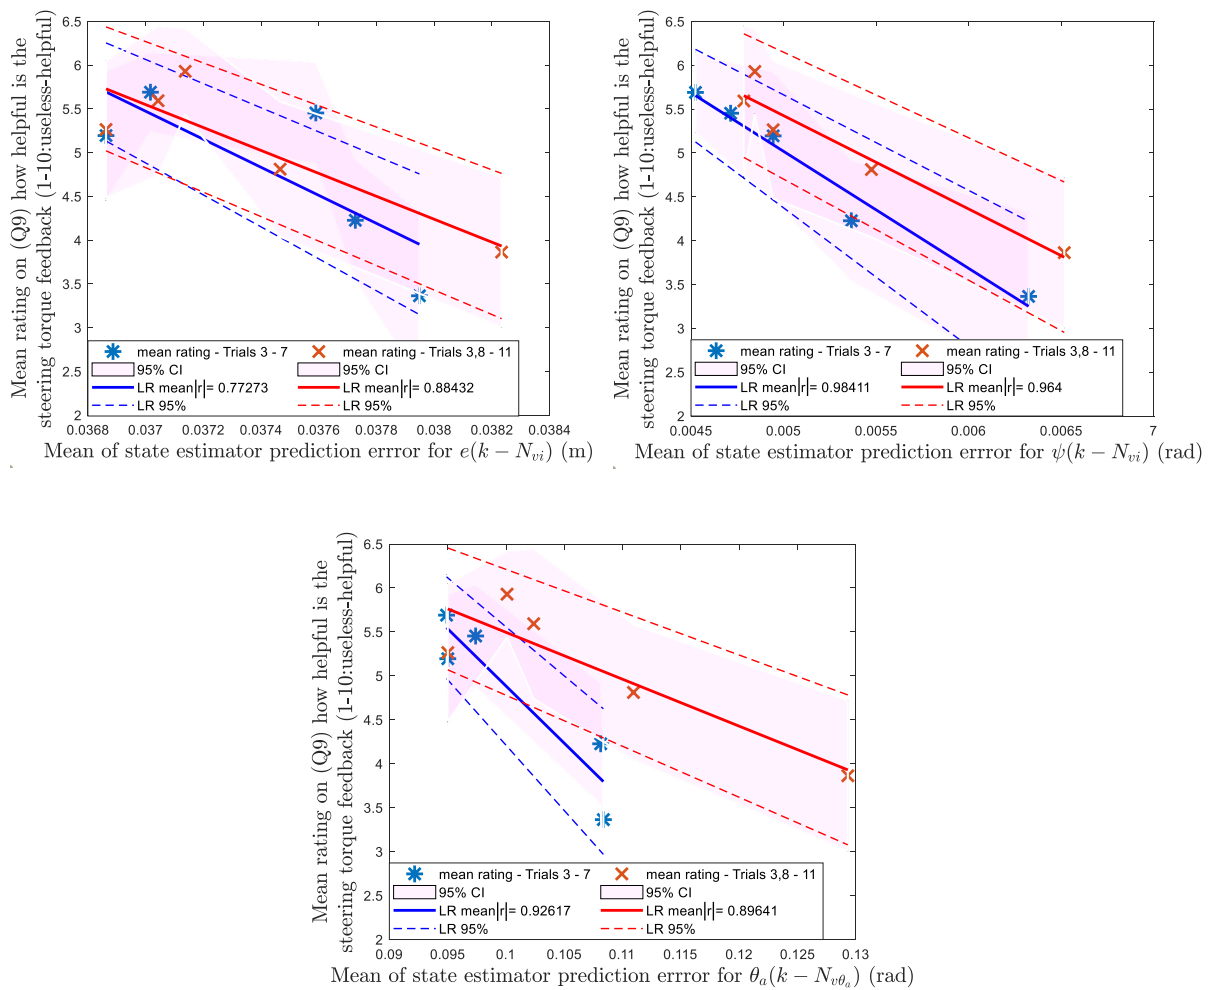 Mean rating on (Q9) how helpful is the
steering torque feedback (1-10:useless-helpful)
6.5
6
5.5
5
4.5
4
3.5
3
2.5
2
mean rating - Trials 3 - 7
mean rating - Trials 3,8 - 11
95% CI
95% CI
LR mean|r|= 0.77273
LR mean|r|= 0.88432
LR 95%
LR 95%
0.0368 0.037 0.0372 0.0374 0.0376 0.0378 0.038 0.0382 0.0384
Mean of state estimator prediction errror for e(k − N_{vi}) (m)
Mean rating on (Q9) how helpful is the
steering torque feedback (1-10:useless-helpful)
6.5
6
5.5
5
4.5
4
3.5
3
2.5
2
mean rating - Trials 3 - 7
mean rating - Trials 3,8 - 11
95% CI
95% CI
LR mean|r|= 0.98411
LR mean|r|= 0.964
LR 95%
LR 95%
0.0045 0.005 0.0055 0.006 0.0065 7
Mean of state estimator prediction errror for ψ(k − N_{vi}) (rad)
Mean rating on (Q9) how helpful is the
steering torque feedback (1-10:useless-helpful)
6.5
6
5.5
5
4.5
4
3.5
3
2.5
2
mean rating - Trials 3 - 7
mean rating - Trials 3,8 - 11
95% CI
95% CI
LR mean|r|= 0.92617
LR mean|r|= 0.89641
LR 95%
LR 95%
0.09 0.095 0.1 0.105 0.11 0.115 0.12 0.125 0.13
Mean of state estimator prediction errror for θ_a(k − N_{vθ_a}) (rad)